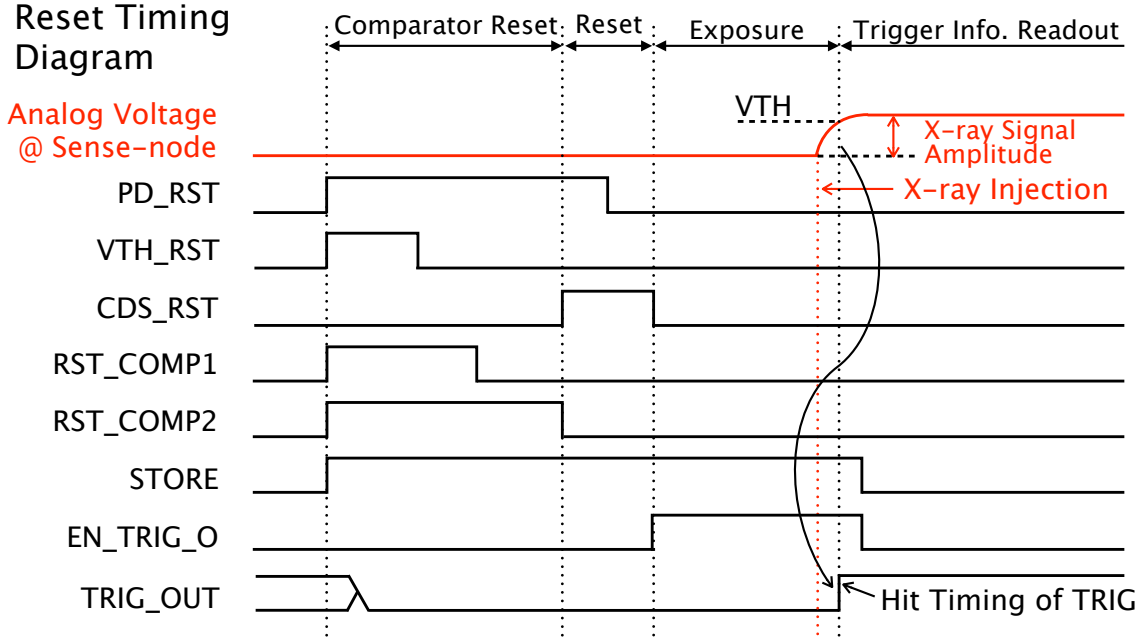 Reset Timing
Diagram
Comparator Reset
Reset
Exposure
Trigger Info. Readout
Analog Voltage
@ Sense-node
VTH
X-ray Signal
Amplitude
X-ray Injection
PD_RST
VTH_RST
CDS_RST
RST_COMP1
RST_COMP2
STORE
EN_TRIG_O
TRIG_OUT
Hit Timing of TRIG